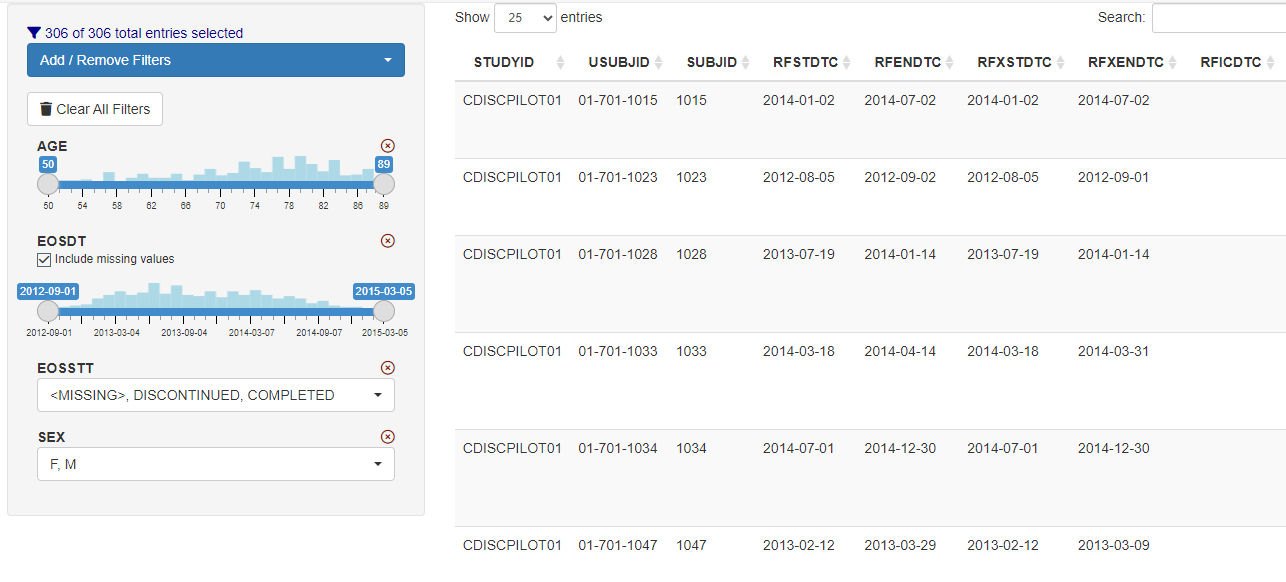 306 of 306 total entries selected
Add / Remove Filters
Clear All Filters
AGE
50 89
50 54 58 62 66 70 74 78 82 86 89
EOSDT
Include missing values
2012-09-01 2015-03-05
2012-09-01 2013-03-04 2013-09-04 2014-03-07 2014-09-07 2015-03-05
EOSSTT
<MISSING>, DISCONTINUED, COMPLETED
SEX
F, M
Show 25 entries Search:
STUDYID USUBJID SUBJID RFSTDTC RFENDTC RFXSTDTC RFXENDTC RFICDTC
CDISCPILOT01 01-701-1015 1015 2014-01-02 2014-07-02 2014-01-02 2014-07-02
CDISCPILOT01 01-701-1023 1023 2012-08-05 2012-09-02 2012-08-05 2012-09-01
CDISCPILOT01 01-701-1028 1028 2013-07-19 2014-01-14 2013-07-19 2014-01-14
CDISCPILOT01 01-701-1033 1033 2014-03-18 2014-04-14 2014-03-18 2014-03-31
CDISCPILOT01 01-701-1034 1034 2014-07-01 2014-12-30 2014-07-01 2014-12-30
CDISCPILOT01 01-701-1047 1047 2013-02-12 2013-03-29 2013-02-12 2013-03-09